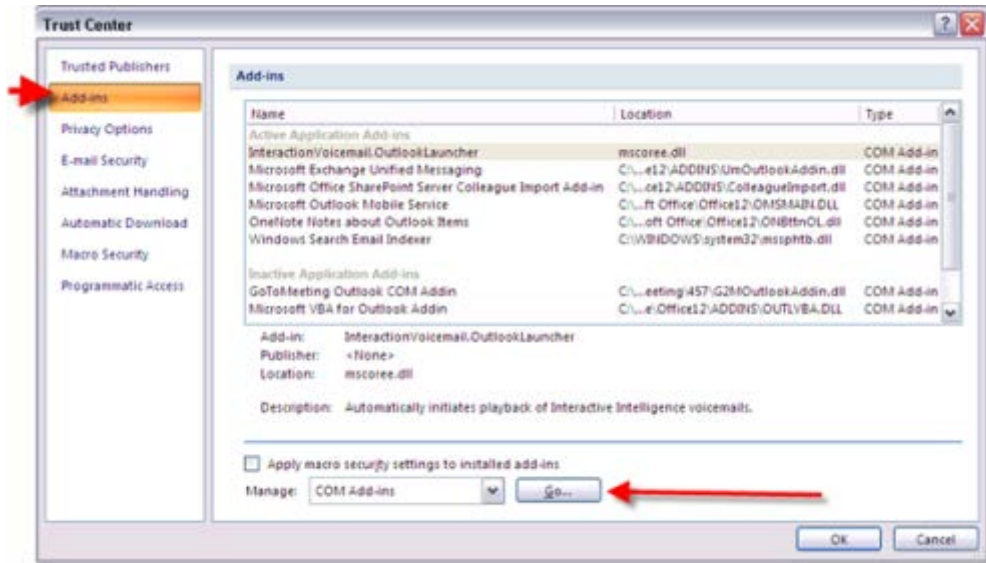 Trust Center
Trusted Publishers
Add-ins
Privacy Options
E-mail Security
Attachment Handling
Automatic Download
Macro Security
Programmatic Access
Add-ins
Name Location Type
Active Application Add-ins
InteractionVoicemail.OutlookLauncher mscoree.dll COM Add-in
Microsoft Exchange Unified Messaging C:\...e12\ADDINS\UmOutlookAddin.dll COM Add-in
Microsoft Office SharePoint Server Colleague Import Add-in C:\...ce12\ADDINS\ColleagueImport.dll COM Add-in
Microsoft Outlook Mobile Service C:\...ft Office\Office12\OMSMAIN.DLL COM Add-in
OneNote Notes about Outlook Items C:\...oft Office\Office12\ONBttnOL.dll COM Add-in
Windows Search Email Indexer C:\WINDOWS\system32\mssphtb.dll COM Add-in
Inactive Application Add-ins
GoToMeeting Outlook COM Addin C:\...eeting\457\G2MOutlookAddin.dll COM Add-in
Microsoft VBA for Outlook Addin C:\...e\Office12\ADDINS\OUTLVBA.DLL COM Add-in
Add-in: InteractionVoicemail.OutlookLauncher
Publisher: <None>
Location: mscoree.dll
Description: Automatically initiates playback of Interactive Intelligence voicemails.
Apply macro security settings to installed add-ins
Manage: COM Add-ins Go...
OK Cancel